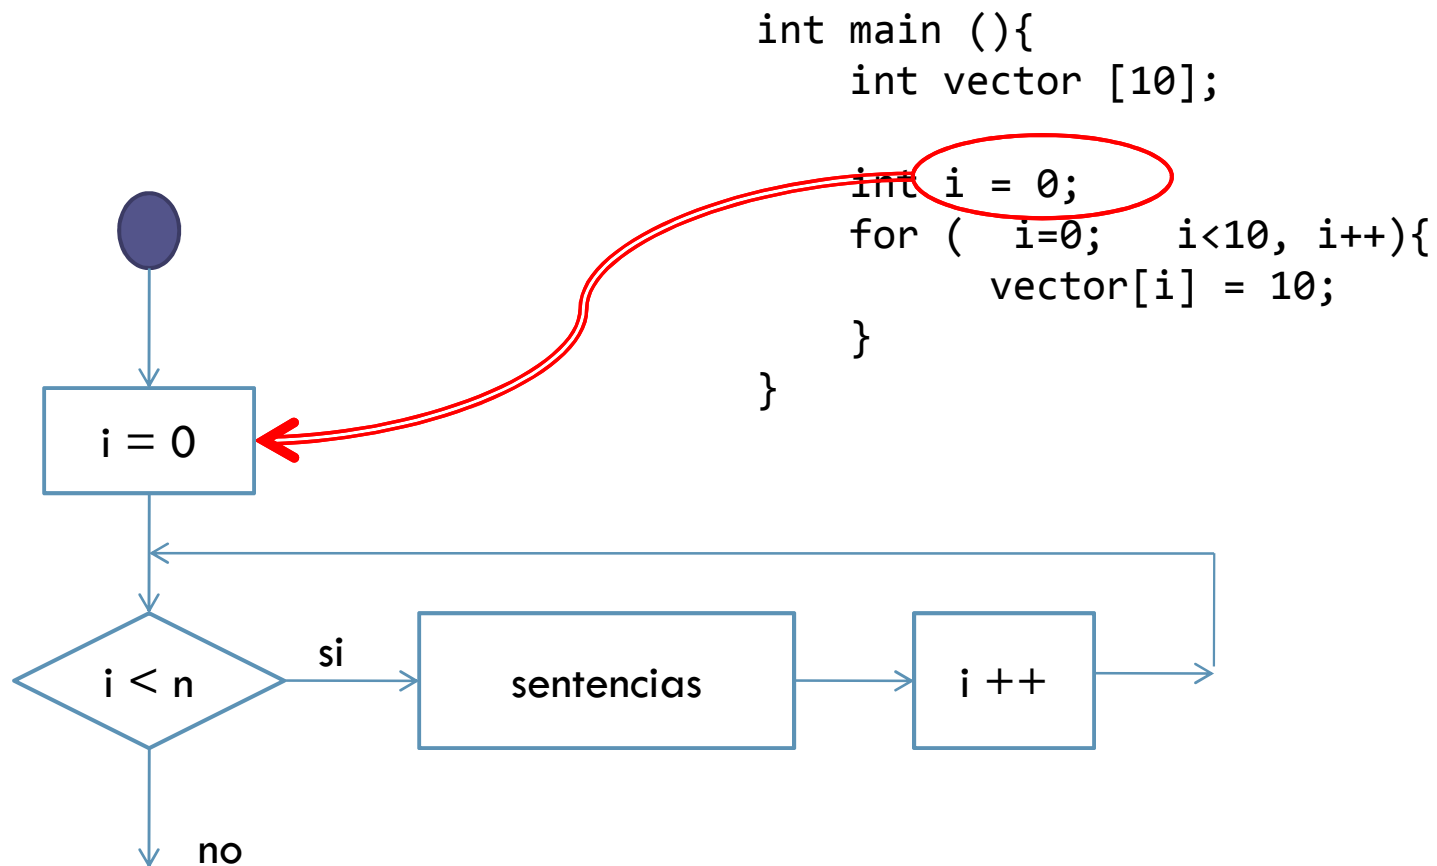 int main (){
int vector [10];
int i = 0;
for ( i=0; i<10, i++){
vector[i] = 10;
}
}
i = 0
i < n
si
sentencias
i ++
no